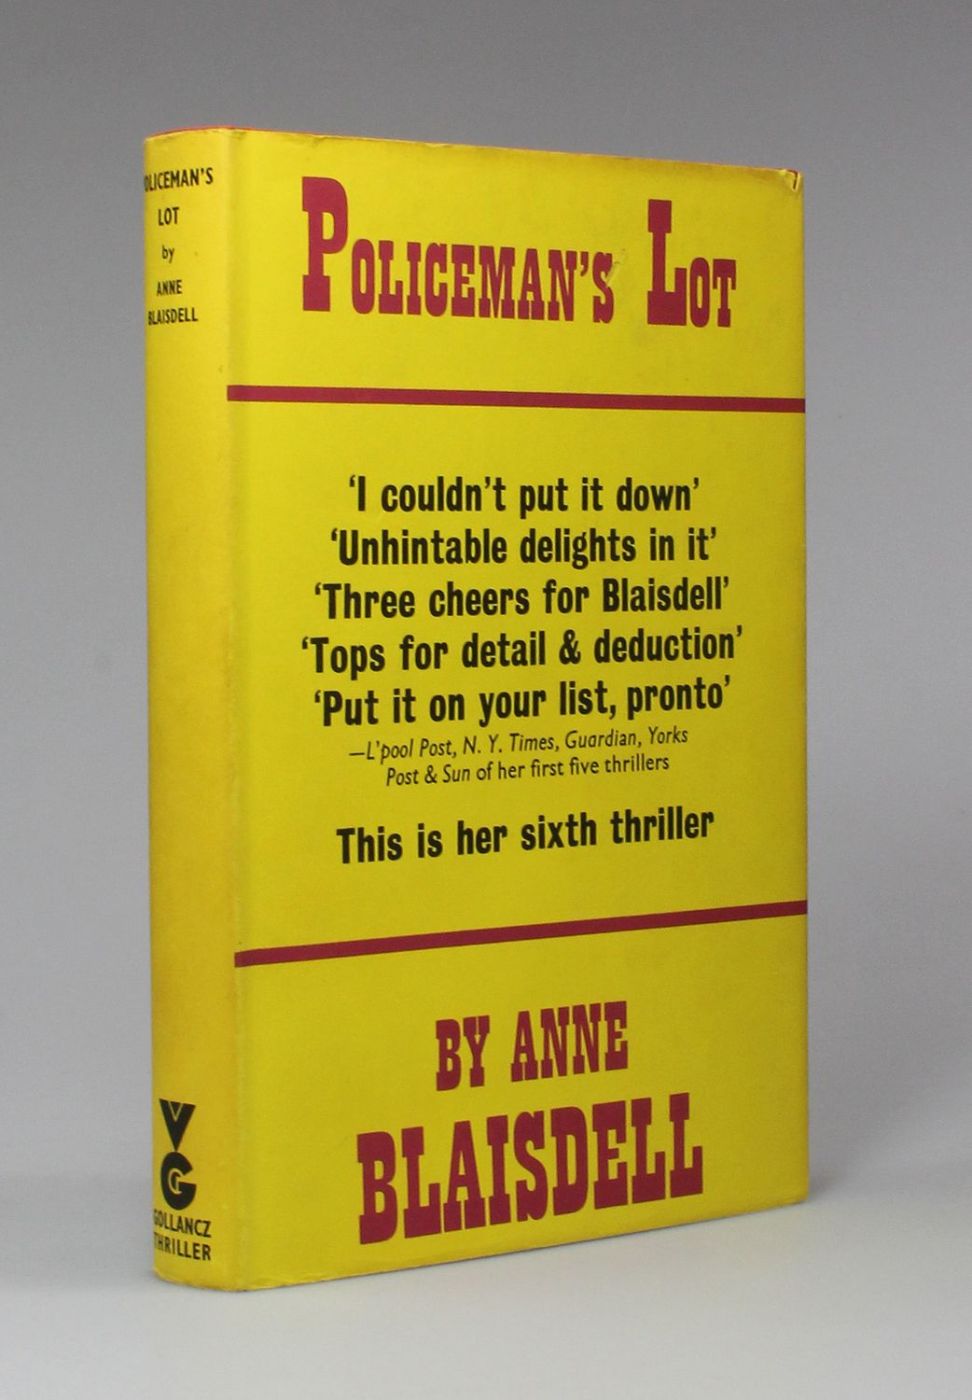 POLICEMAN'S
LOT
by
ANNE
BLAISDELL
VG
GOLLANCZ
THRILLER
POLICEMAN'S LOT
'I couldn't put it down'
'Unhintable delights in it'
'Three cheers for Blaisdell'
'Tops for detail & deduction'
'Put it on your list, pronto'
—L'pool Post, N. Y. Times, Guardian, Yorks
Post & Sun of her first five thrillers
This is her sixth thriller
BY ANNE
BLAISDELL